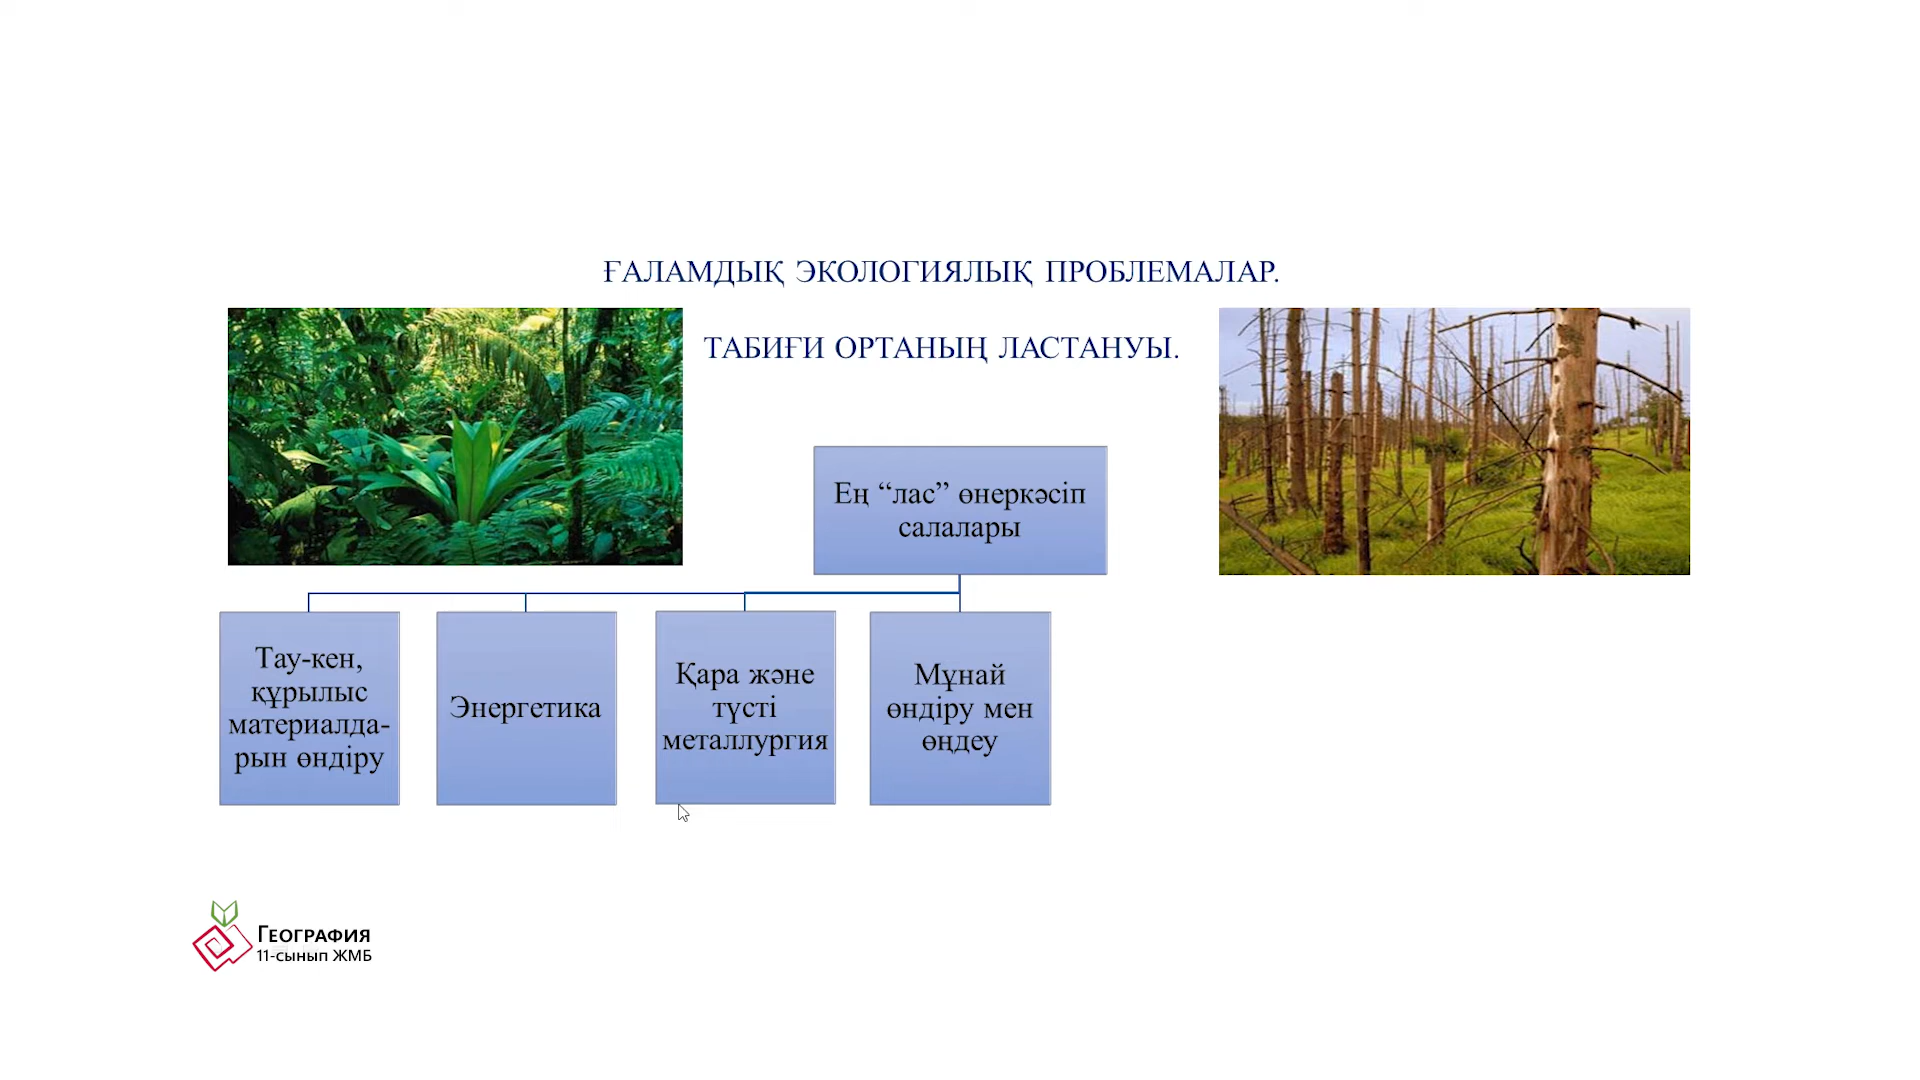 ҒАЛАМДЫҚ ЭКОЛОГИЯЛЫҚ ПРОБЛЕМАЛАР.
ТАБИҒИ ОРТАНЫҢ ЛАСТАНУЫ.
Ең “лас” өнеркәсіп
салалары
Тау-кен,
құрылыс
материалда-
рын өндіру
Энергетика
Қара және
түсті
металлургия
Мұнай
өндіру мен
өңдеу
ГЕОГРАФИЯ
11-сынып ЖМБ